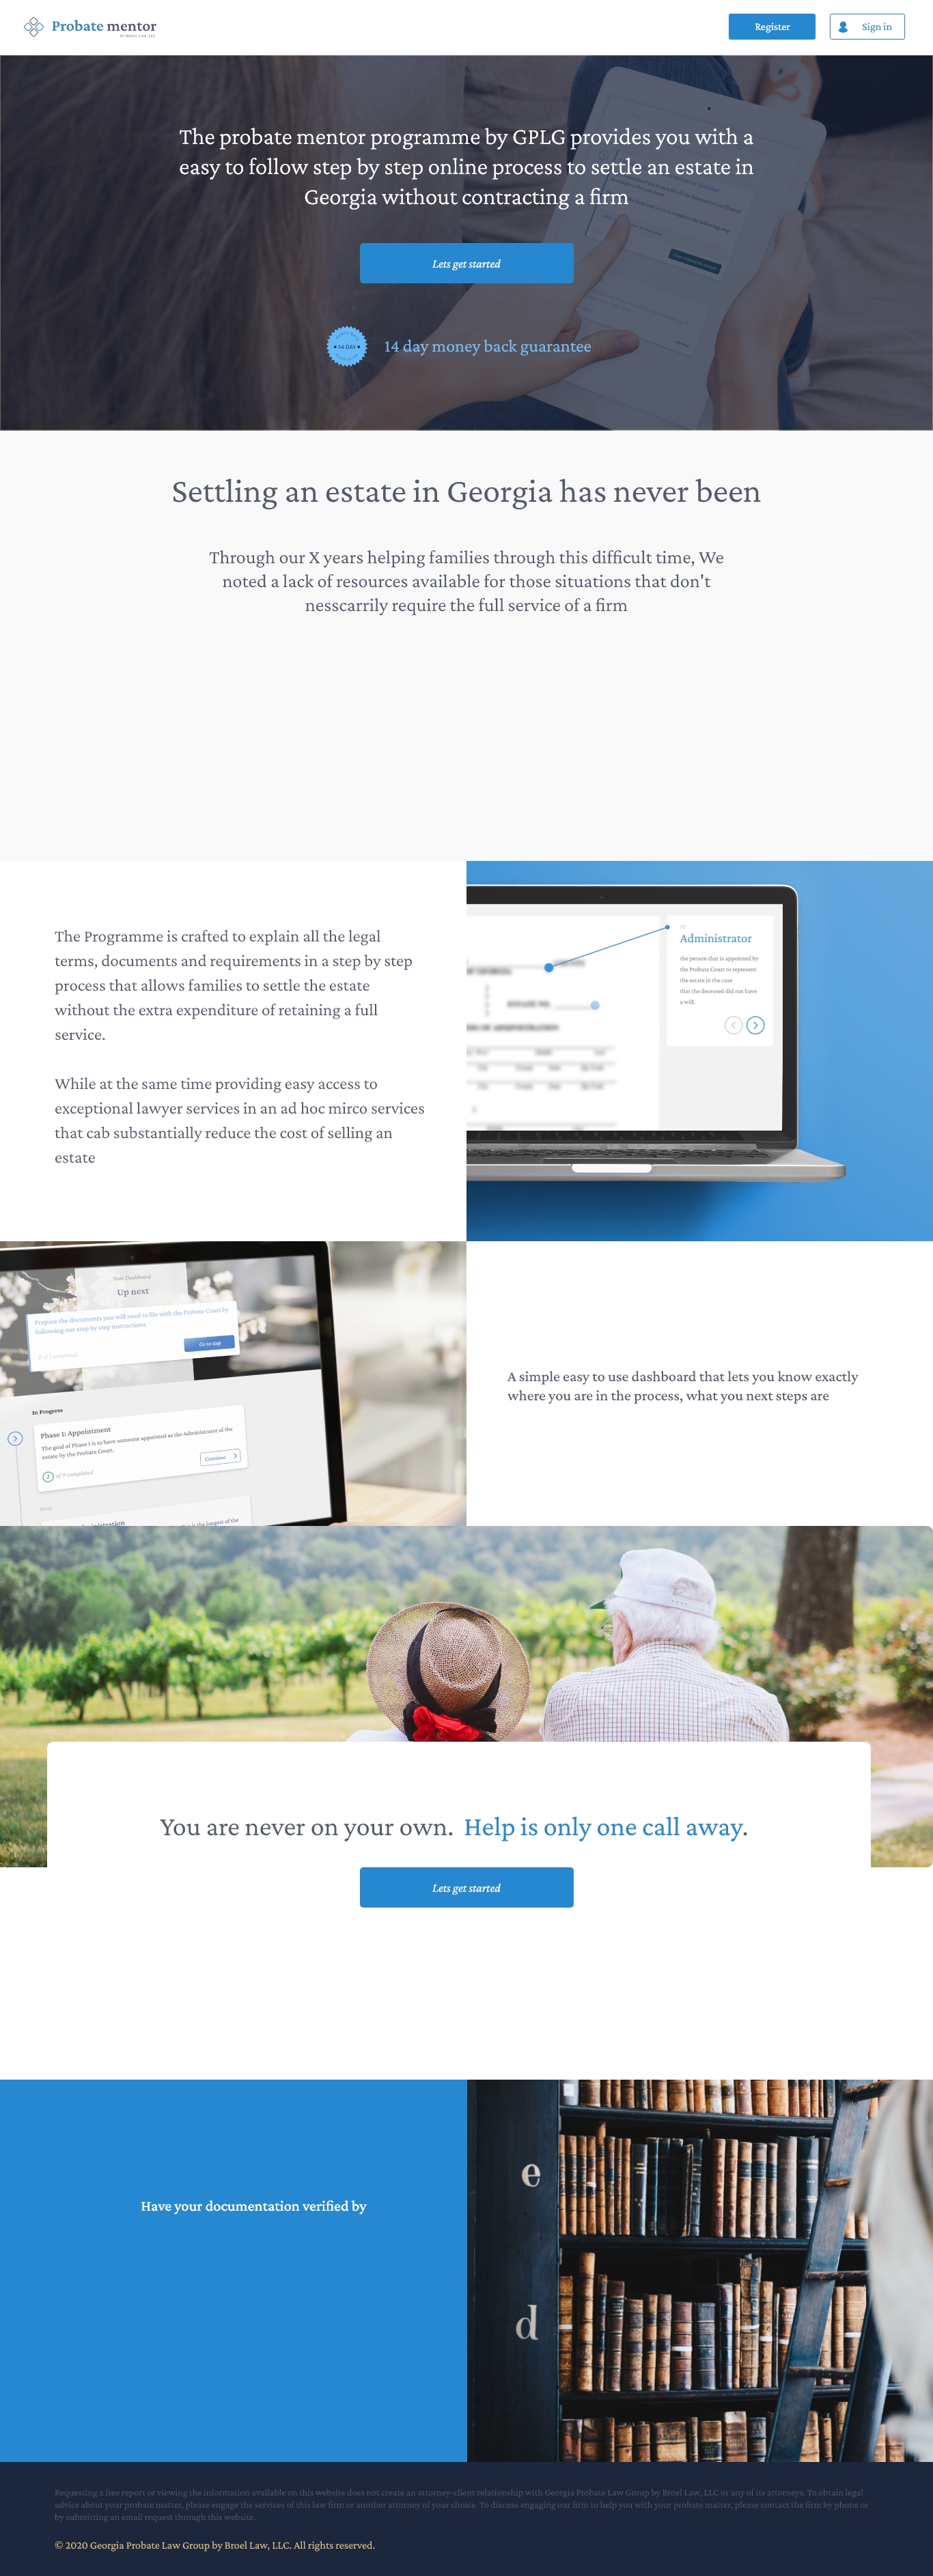 Probate mentor
Register
Sign in
The probate mentor programme by GPLG provides you with a
easy to follow step by step online process to settle an estate in
Georgia without contracting a firm
Lets get started
14 DAY
14 day money back guarantee
Settling an estate in Georgia has never been
Through our X years helping families through this difficult time, We
noted a lack of resources available for those situations that don't
nesscarrily require the full service of a firm
The Programme is crafted to explain all the legal
terms, documents and requirements in a step by step
process that allows families to settle the estate
without the extra expenditure of retaining a full
service.
While at the same time providing easy access to
exceptional lawyer services in an ad hoc mirco services
that cab substantially reduce the cost of selling an
estate
Administrator
the person that is appointed by
the Probate Court to represent
the estate in the case
that the deceased did not have
a will.
ESTATE NO.
Your Dashboard
Up next
Prepare the documents you will need to file with the Probate Court by
following our step by step instructions
Go to step
In Progress
Phase 1: Appointment
The goal of Phase 1 is to have someone appointed as the Administrator of the
estate by the Probate Court.
2 of 9 completed
Continue
Next
A simple easy to use dashboard that lets you know exactly
where you are in the process, what you next steps are
You are never on your own. Help is only one call away.
Lets get started
Have your documentation verified by
e
d
Requesting a free report or viewing the information available on this website does not create an attorney-client relationship with Georgia Probate Law Group by Broel Law, LLC or any of its attorneys. To obtain legal
advice about your probate matter, please engage the services of this law firm or another attorney of your choice. To discuss engaging our firm to help you with your probate matter, please contact the firm by phone or
by submitting an email request through this website.
© 2020 Georgia Probate Law Group by Broel Law, LLC. All rights reserved.